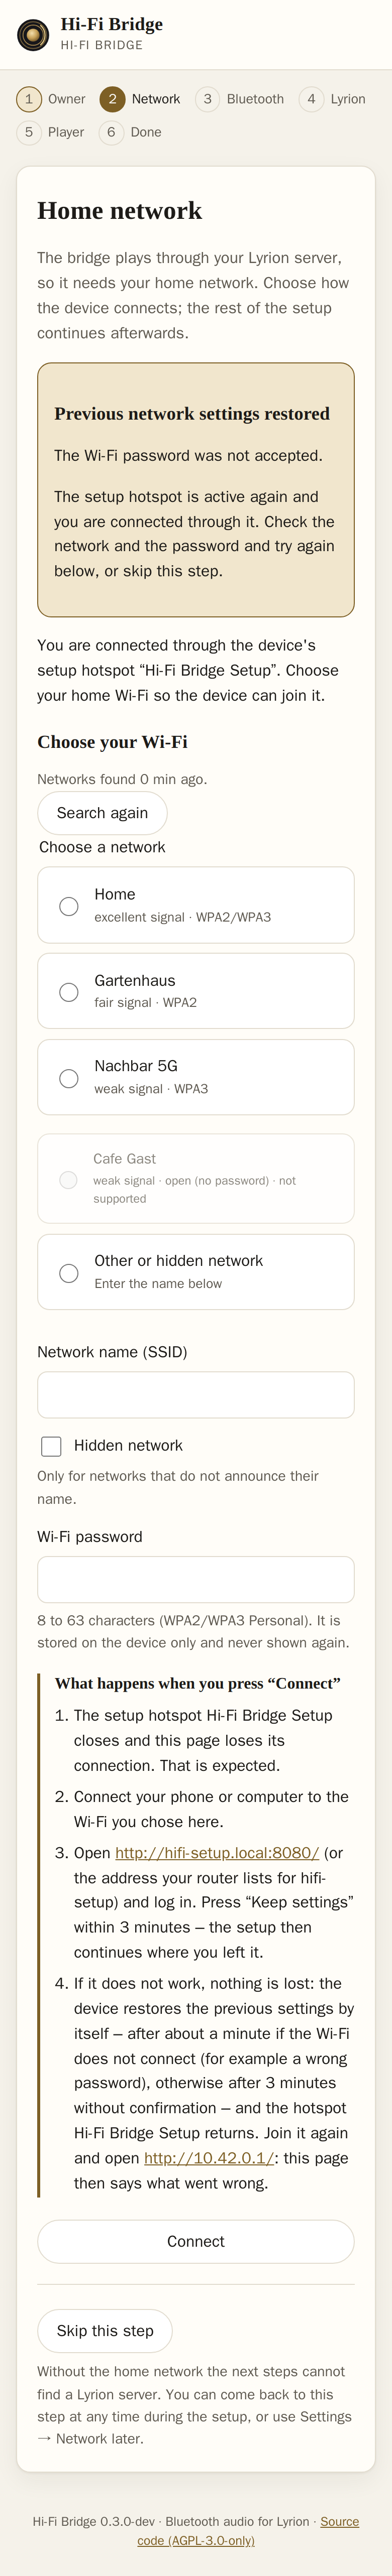 Hi-Fi Bridge
HI-FI BRIDGE
1 Owner 2 Network 3 Bluetooth 4 Lyrion
5 Player 6 Done
Home network
The bridge plays through your Lyrion server,
so it needs your home network. Choose how
the device connects; the rest of the setup
continues afterwards.
Previous network settings restored
The Wi-Fi password was not accepted.
The setup hotspot is active again and
you are connected through it. Check the
network and the password and try again
below, or skip this step.
You are connected through the device's
setup hotspot “Hi-Fi Bridge Setup”. Choose
your home Wi-Fi so the device can join it.
Choose your Wi-Fi
Networks found 0 min ago.
Search again
Choose a network
Home
excellent signal · WPA2/WPA3
Gartenhaus
fair signal · WPA2
Nachbar 5G
weak signal · WPA3
Cafe Gast
weak signal · open (no password) · not
supported
Other or hidden network
Enter the name below
Network name (SSID)
Hidden network
Only for networks that do not announce their
name.
Wi-Fi password
8 to 63 characters (WPA2/WPA3 Personal). It is
stored on the device only and never shown again.
What happens when you press “Connect”
1. The setup hotspot Hi-Fi Bridge Setup
closes and this page loses its
connection. That is expected.
2. Connect your phone or computer to the
Wi-Fi you chose here.
3. Open http://hifi-setup.local:8080/ (or
the address your router lists for hifi-
setup) and log in. Press “Keep settings”
within 3 minutes – the setup then
continues where you left it.
4. If it does not work, nothing is lost: the
device restores the previous settings by
itself – after about a minute if the Wi-Fi
does not connect (for example a wrong
password), otherwise after 3 minutes
without confirmation – and the hotspot
Hi-Fi Bridge Setup returns. Join it again
and open http://10.42.0.1/: this page
then says what went wrong.
Connect
Skip this step
Without the home network the next steps cannot
find a Lyrion server. You can come back to this
step at any time during the setup, or use Settings
→ Network later.
Hi-Fi Bridge 0.3.0-dev · Bluetooth audio for Lyrion · Source
code (AGPL-3.0-only)